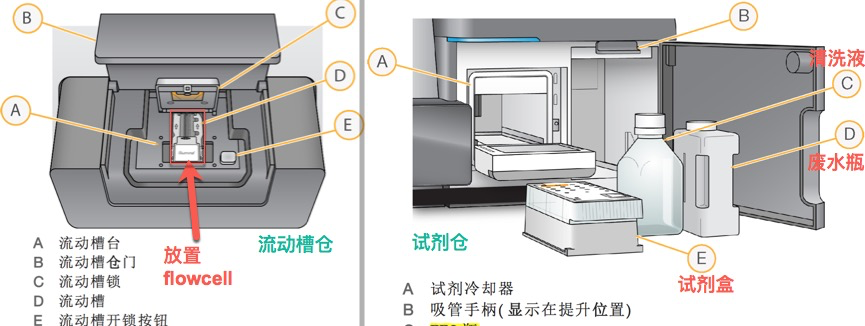 B
C
D
A
E
放置
flowcell
流动槽仓
A 流动槽台
B 流动槽仓门
C 流动槽锁
D 流动槽
E 流动槽开锁按钮
B
A
清洗液
C
D
废水瓶
试剂仓
E
试剂盒
A 试剂冷却器
B 吸管手柄(显示在提升位置)